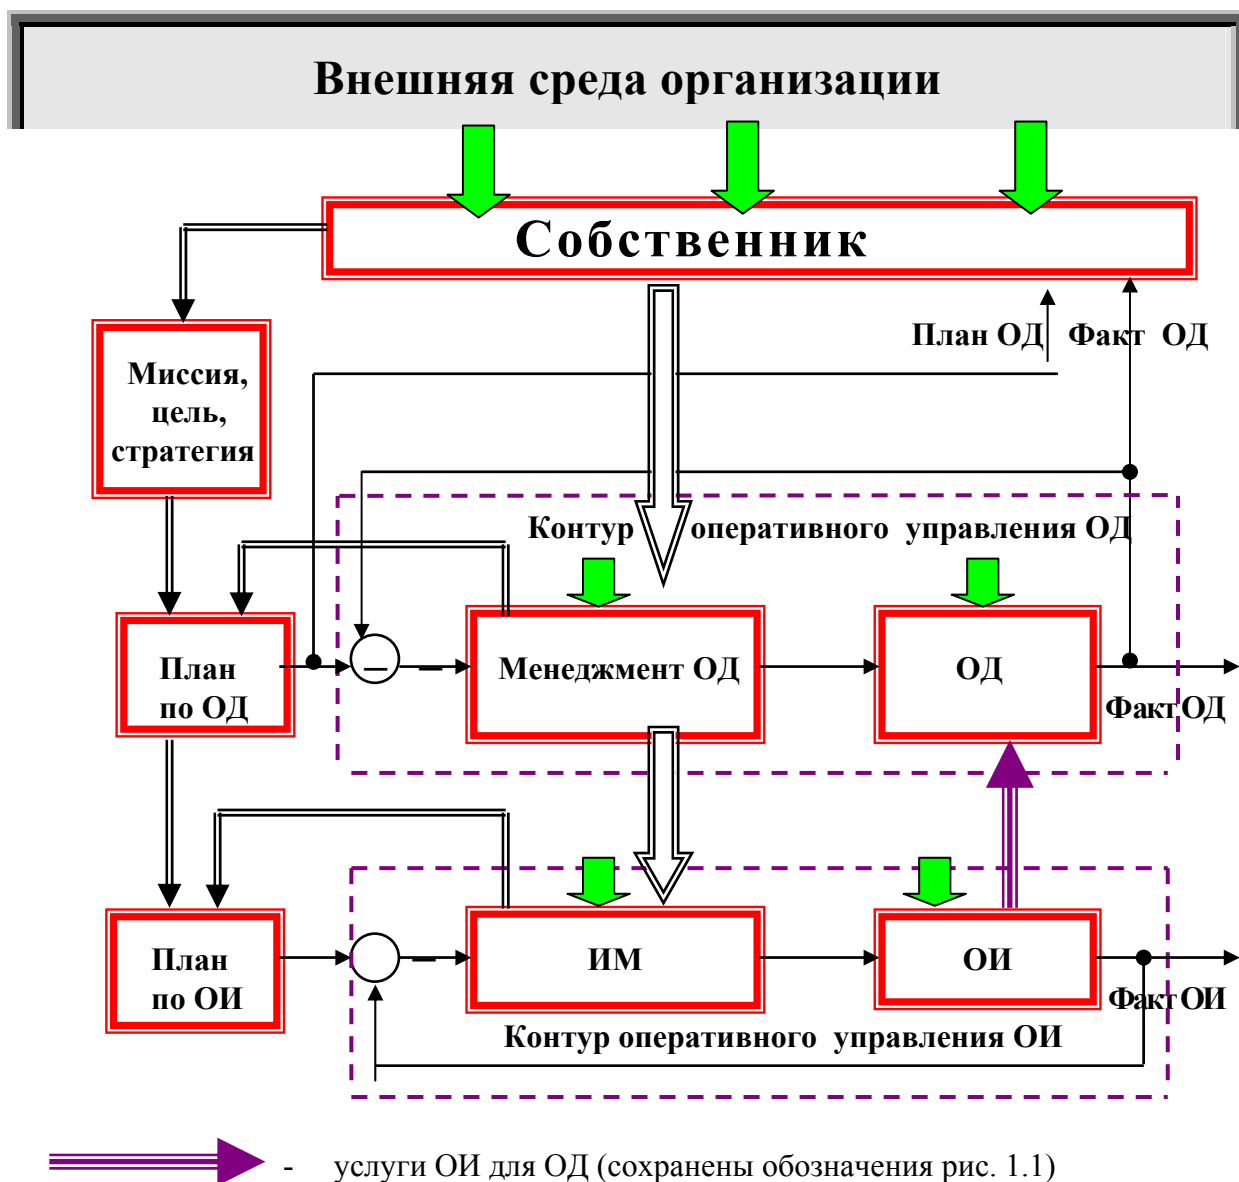 Внешняя среда организации
Собственник
План ОД Факт ОД
Миссия,
цель,
стратегия
Контур оперативного управления ОД
План
по ОД
Менеджмент ОД
ОД
Факт ОД
План
по ОИ
ИМ
ОИ
Факт ОИ
Контур оперативного управления ОИ
- услуги ОИ для ОД (сохранены обозначения рис. 1.1)